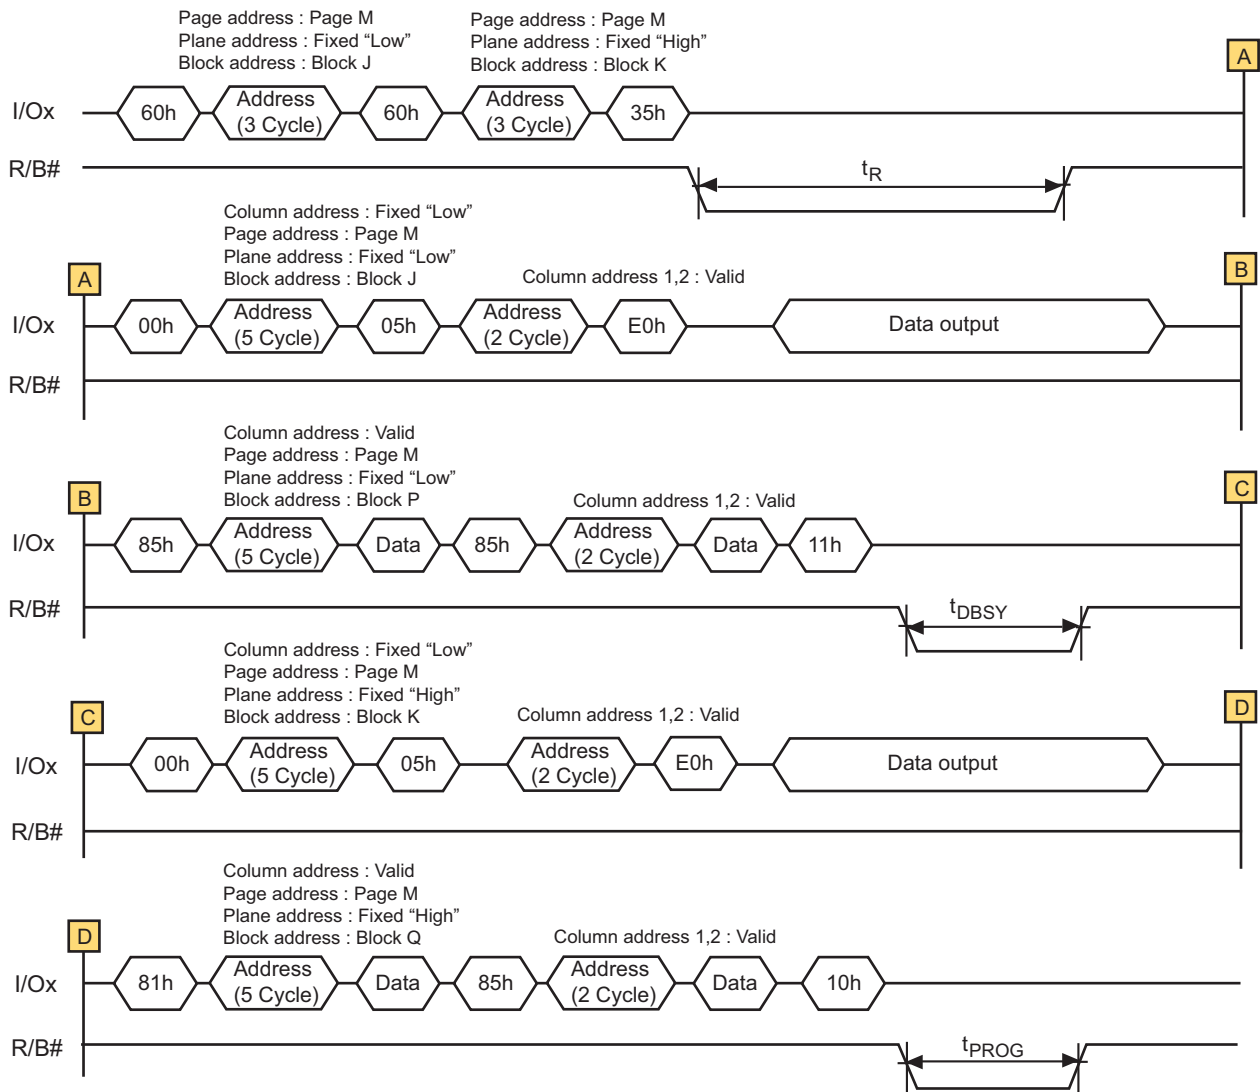 Page address : Page M
Plane address : Fixed “Low”
Block address : Block J
Page address : Page M
Plane address : Fixed “High”
Block address : Block K
A
I/Ox 60h Address (3 Cycle) 60h Address (3 Cycle) 35h
R/B# tR
Column address : Fixed “Low”
Page address : Page M
Plane address : Fixed “Low”
Block address : Block J
Column address 1,2 : Valid
A
B
I/Ox 00h Address (5 Cycle) 05h Address (2 Cycle) E0h Data output
R/B#
Column address : Valid
Page address : Page M
Plane address : Fixed “Low”
Block address : Block P
Column address 1,2 : Valid
B
C
I/Ox 85h Address (5 Cycle) Data 85h Address (2 Cycle) Data 11h
R/B# tDBSY
Column address : Fixed “Low”
Page address : Page M
Plane address : Fixed “High”
Block address : Block K
Column address 1,2 : Valid
C
D
I/Ox 00h Address (5 Cycle) 05h Address (2 Cycle) E0h Data output
R/B#
Column address : Valid
Page address : Page M
Plane address : Fixed “High”
Block address : Block Q
Column address 1,2 : Valid
D
I/Ox 81h Address (5 Cycle) Data 85h Address (2 Cycle) Data 10h
R/B# tPROG